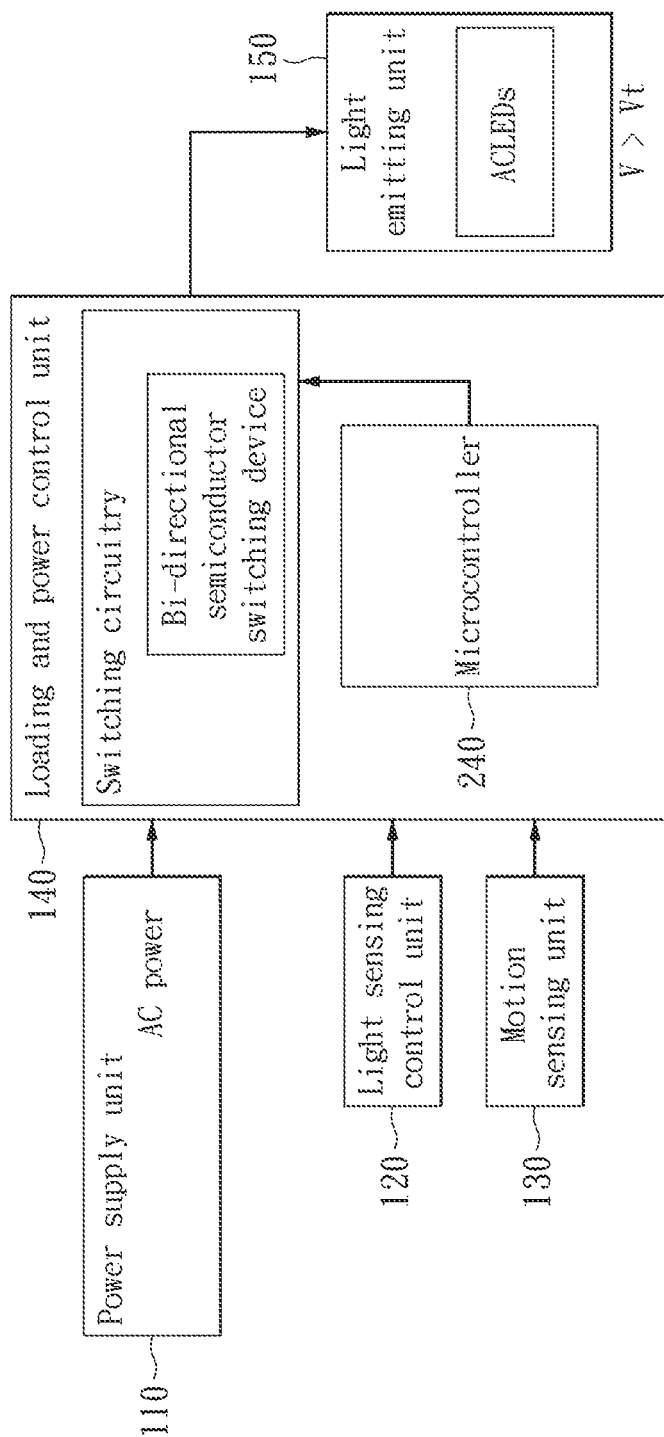 110
Power supply unit
AC power
120
Light sensing
control unit
130
Motion
sensing unit
140
Loading and power control unit
Switching circuitry
Bi-directional
semiconductor
switching device
240
Microcontroller
150
Light
emitting unit
ACLEDs
V > Vt